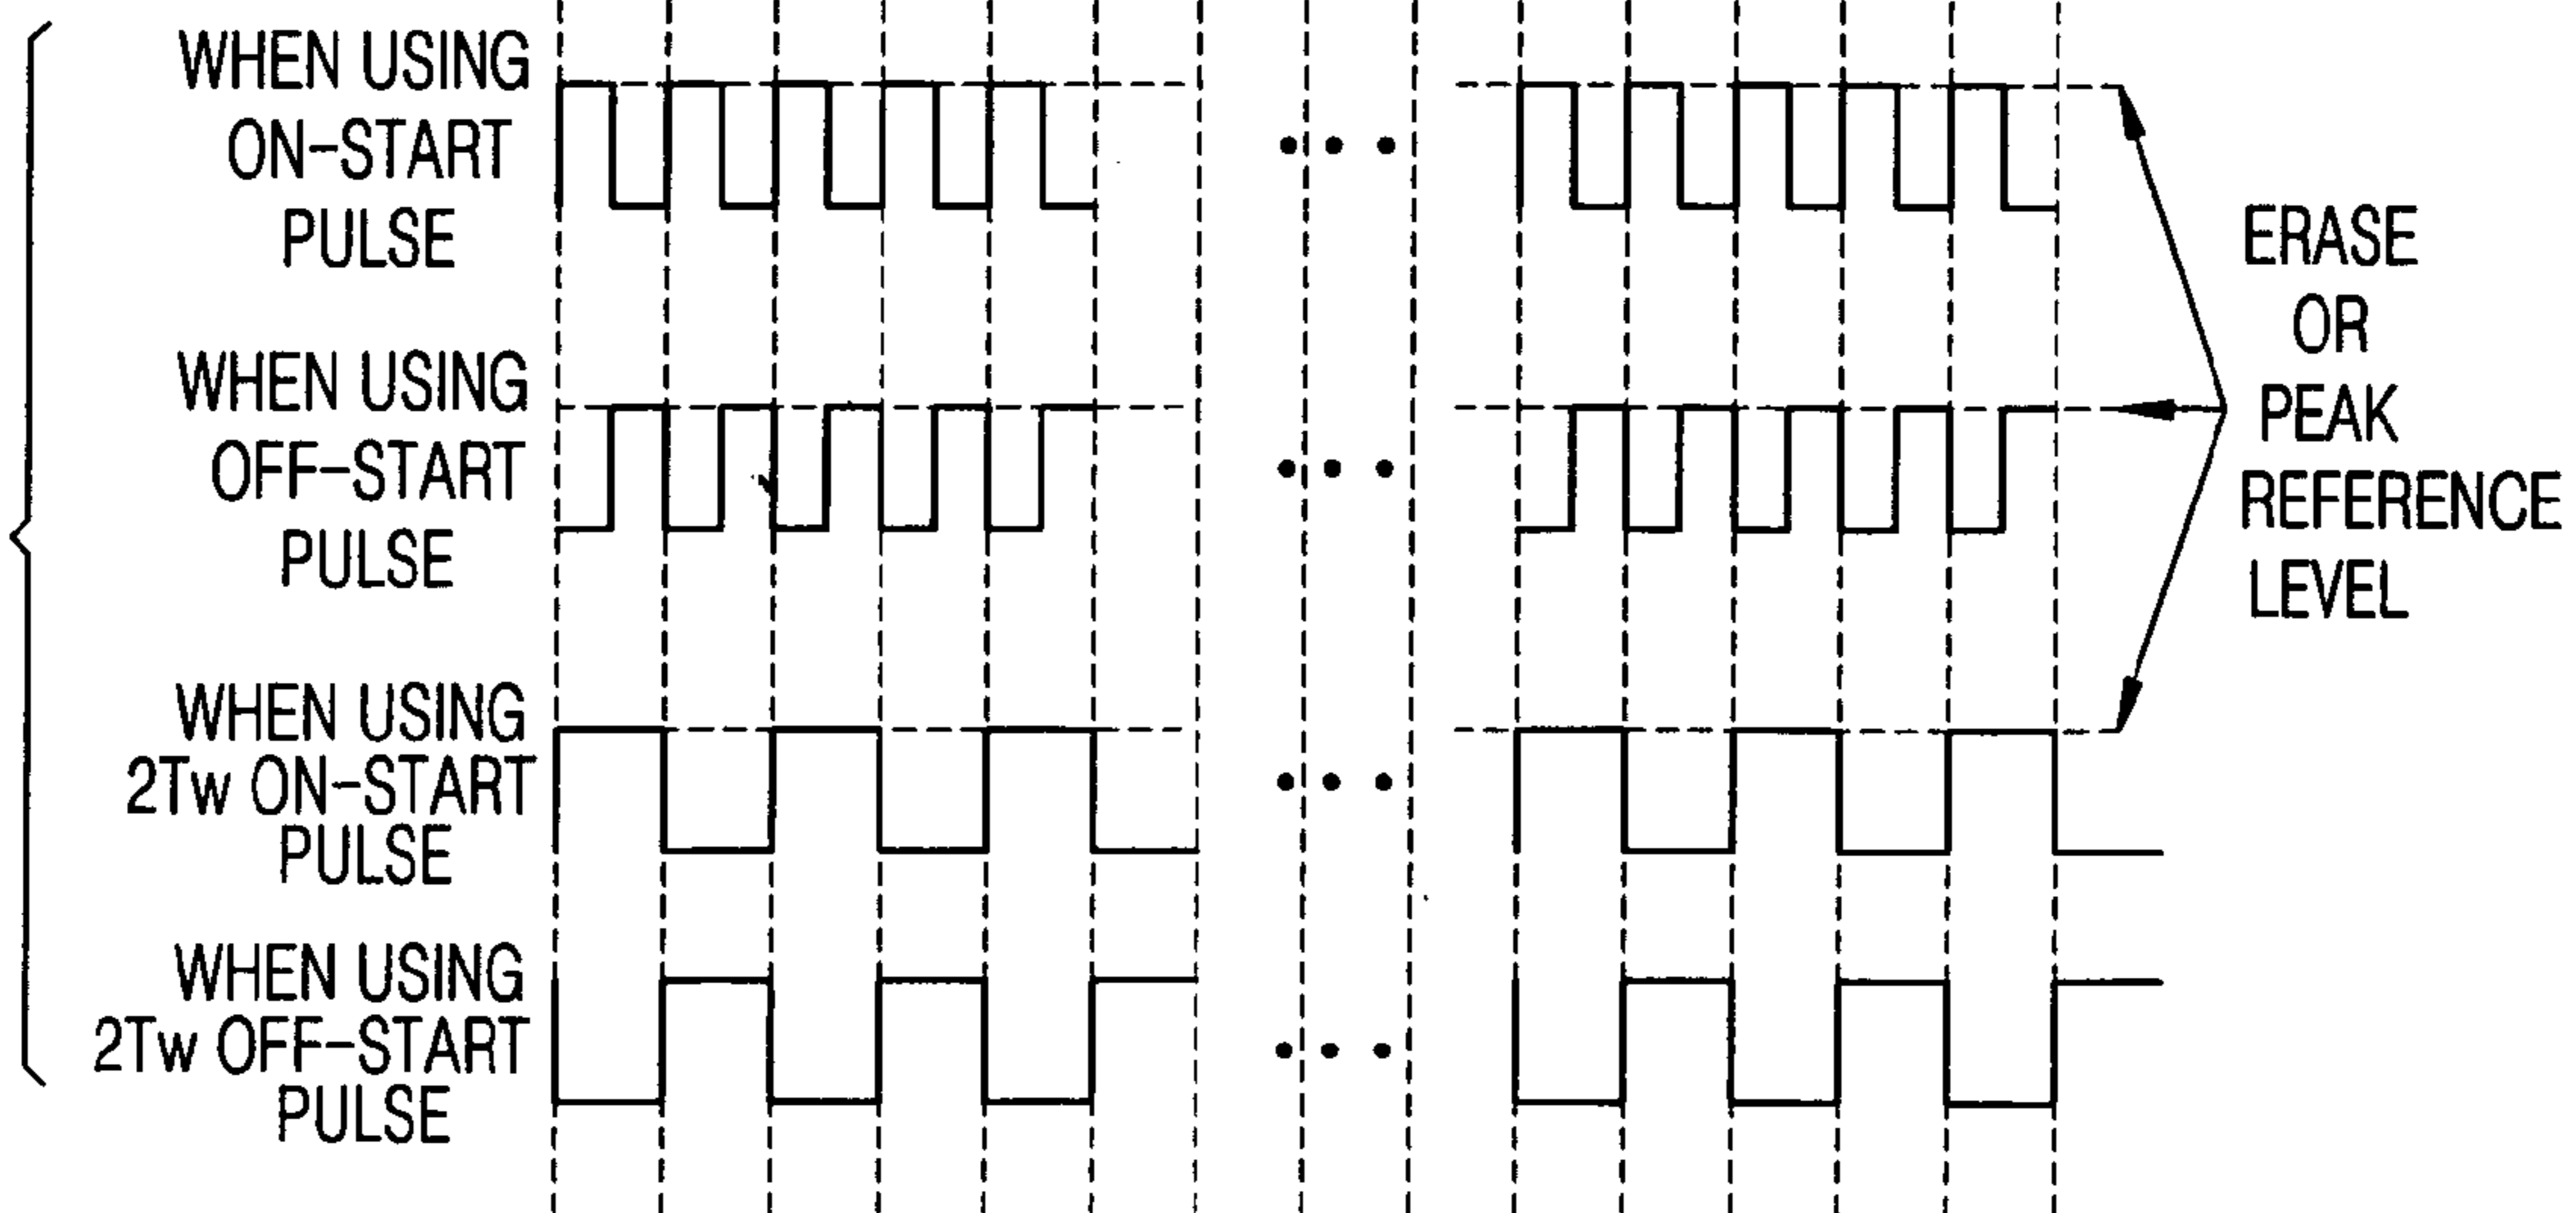 WHEN USING
ON-START
PULSE
WHEN USING
OFF-START
PULSE
WHEN USING
2Tw ON-START
PULSE
WHEN USING
2Tw OFF-START
PULSE
ERASE
OR
PEAK
REFERENCE
LEVEL